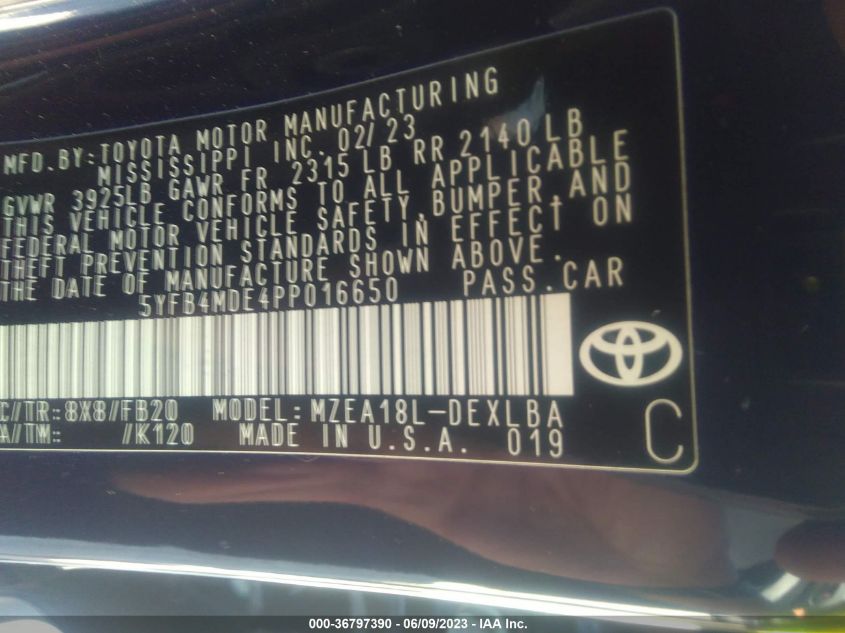 MFD.BY:TOYOTA MOTOR MANUFACTURING
MISSISSIPPI INC. 02/23
GVWR 3925LB GAWR FR 2315 LB RR 2140 LB
THIS VEHICLE CONFORMS TO ALL APPLICABLE
FEDERAL MOTOR VEHICLE SAFETY,BUMPER,AND
THEFT PREVENTION STANDARDS IN EFFECT ON
THE DATE OF MANUFACTURE SHOWN ABOVE.
5YFB4MDE4PP016650 PASS.CAR
C/TR: 8X8/FB20 MODEL:MZEA18L-DEXLBA
A/TM: /K120 MADE IN U.S.A. 019
C
000-36797390 - 06/09/2023 - IAA Inc.